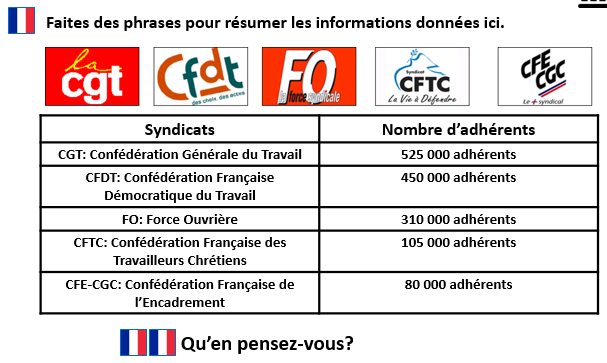 Faites des phrases pour résumer les informations données ici.
la
cgt
Cfdt
des choix. des actes
FO
la force syndicale
Syndicat
CFTC
La Vie à Défendre
CFE
CGC
Le + syndical
Syndicats
Nombre d’adhérents
CGT: Confédération Générale du Travail
525 000 adhérents
CFDT: Confédération Française
Démocratique du Travail
450 000 adhérents
FO: Force Ouvrière
310 000 adhérents
CFTC: Confédération Française des
Travailleurs Chrétiens
105 000 adhérents
CFE-CGC: Confédération Française de
l’Encadrement
80 000 adhérents
Qu’en pensez-vous?